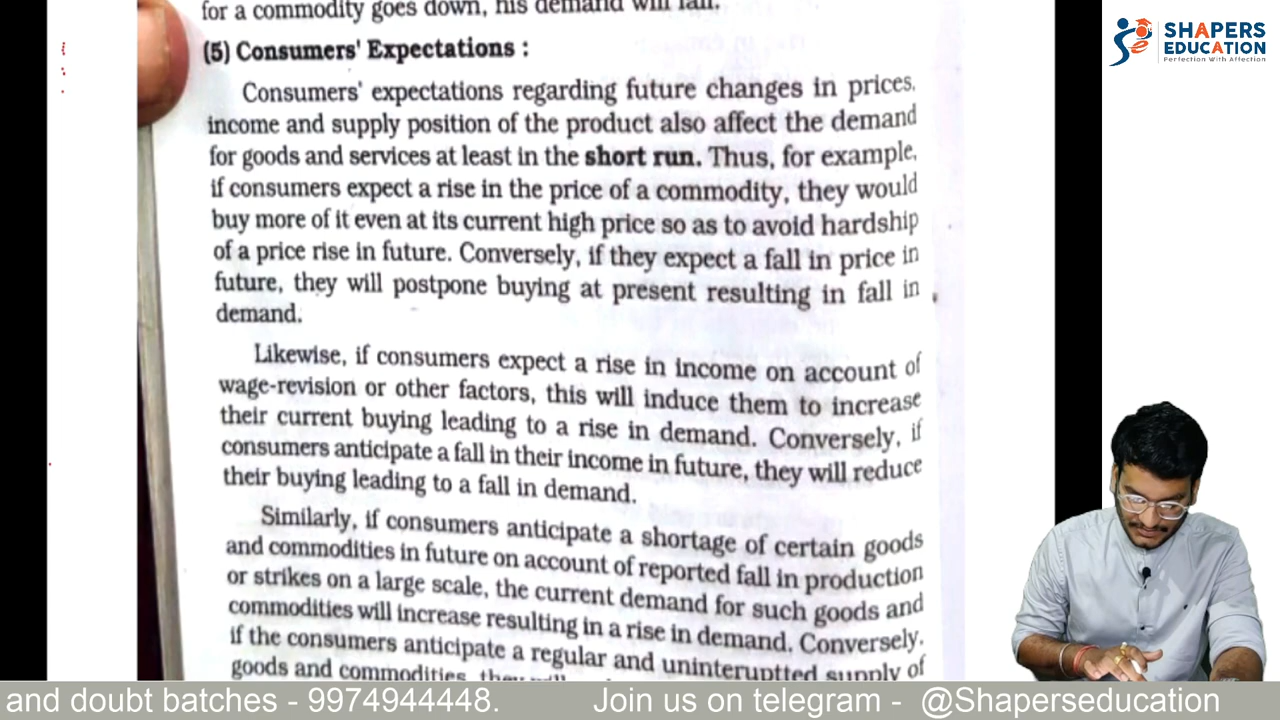 for a commodity goes down, his demand will fall.
(5) Consumers' Expectations :
Consumers' expectations regarding future changes in prices,
income and supply position of the product also affect the demand
for goods and services at least in the short run. Thus, for example,
if consumers expect a rise in the price of a commodity, they would
buy more of it even at its current high price so as to avoid hardship
of a price rise in future. Conversely, if they expect a fall in price in
future, they will postpone buying at present resulting in fall in
demand.
Likewise, if consumers expect a rise in income on account of
wage-revision or other factors, this will induce them to increase
their current buying leading to a rise in demand. Conversely, if
consumers anticipate a fall in their income in future, they will reduce
their buying leading to a fall in demand.
Similarly, if consumers anticipate a shortage of certain goods
and commodities in future on account of reported fall in production
or strikes on a large scale, the current demand for such goods and
commodities will increase resulting in a rise in demand. Conversely,
if the consumers anticipate a regular and uninteruptted supply of
goods and commodities, they
SHAPERS
EDUCATION
Perfection With Affection
and doubt batches - 9974944448. Join us on telegram - @Shaperseducation